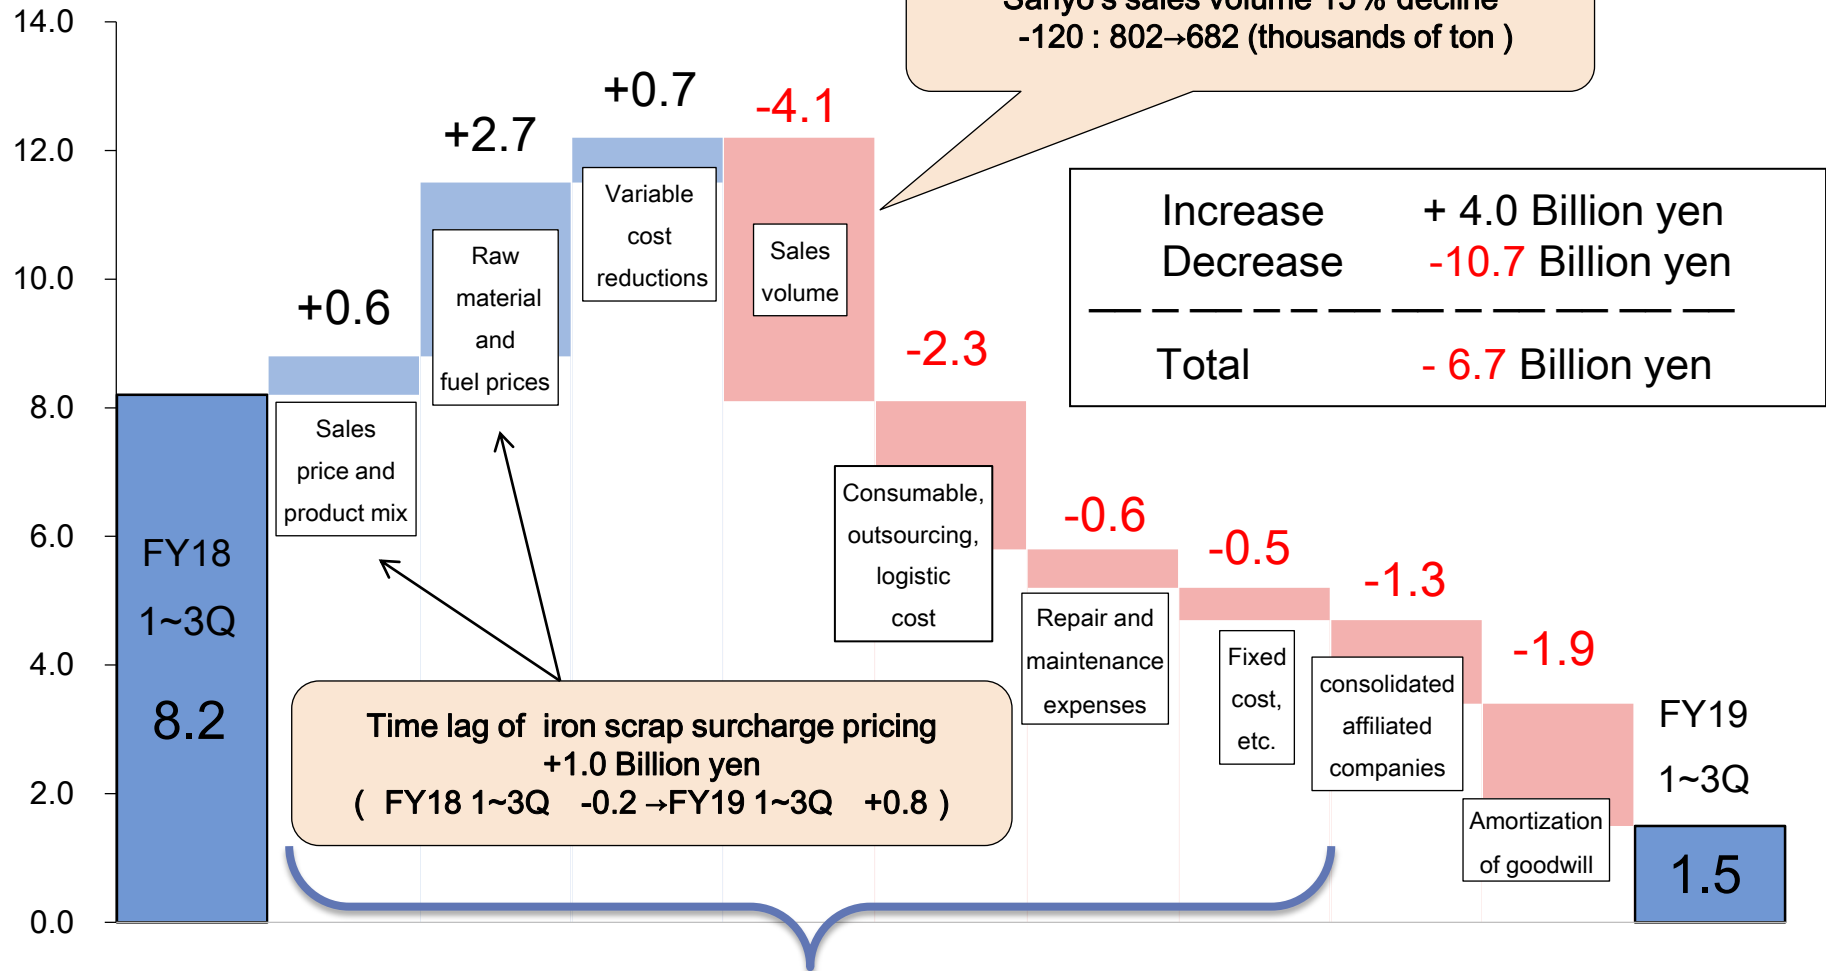 Sanyo's sales volume 15% decline
-120 : 802→682 (thousands of ton )
14.0
12.0
10.0
8.0
6.0
4.0
2.0
0.0
+0.6
+2.7
+0.7
-4.1
-2.3
-0.6
-0.5
-1.3
-1.9
Increase + 4.0 Billion yen
Decrease -10.7 Billion yen
Total - 6.7 Billion yen
FY18
1~3Q
8.2
Sales
price and
product mix
Raw
material
and
fuel prices
Variable
cost
reductions
Sales
volume
Consumable,
outsourcing,
logistic
cost
Repair and
maintenance
expenses
Fixed
cost,
etc.
consolidated
affiliated
companies
Amortization
of goodwill
FY19
1~3Q
1.5
Time lag of iron scrap surcharge pricing
+1.0 Billion yen
( FY18 1~3Q -0.2 →FY19 1~3Q +0.8 )